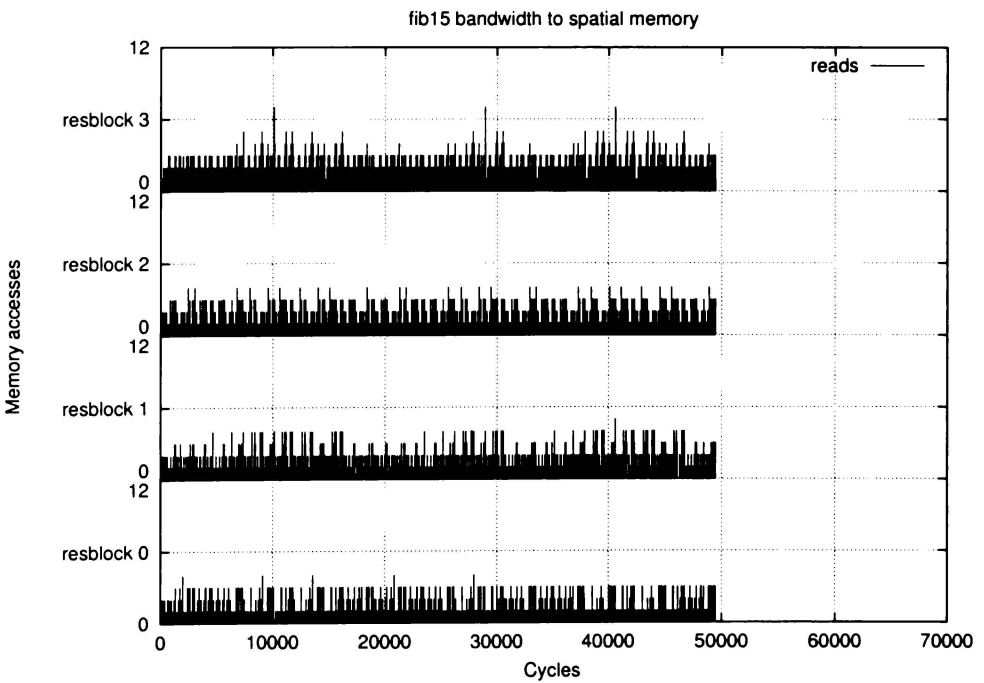 fib15 bandwidth to spatial memory
12
reads
resblock 3
0
12
resblock 2
0
12
Memory accesses
resblock 1
0
12
resblock 0
0
0 10000 20000 30000 40000 50000 60000 70000
Cycles